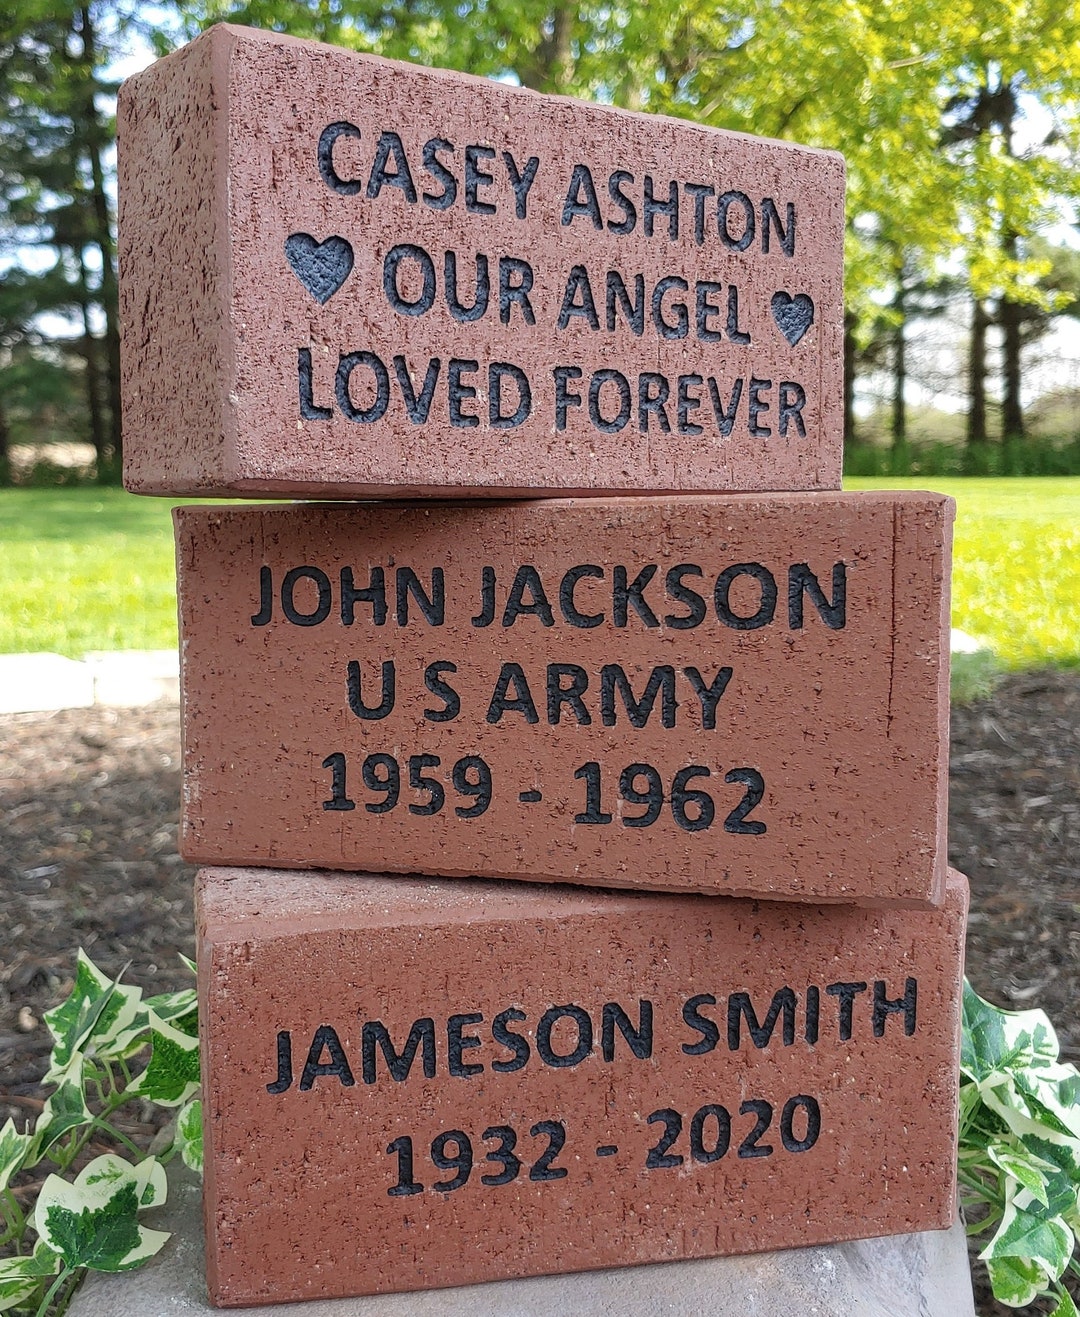 CASEY ASHTON
OUR ANGEL
LOVED FOREVER
JOHN JACKSON
U S ARMY
1959 - 1962
JAMESON SMITH
1932 - 2020